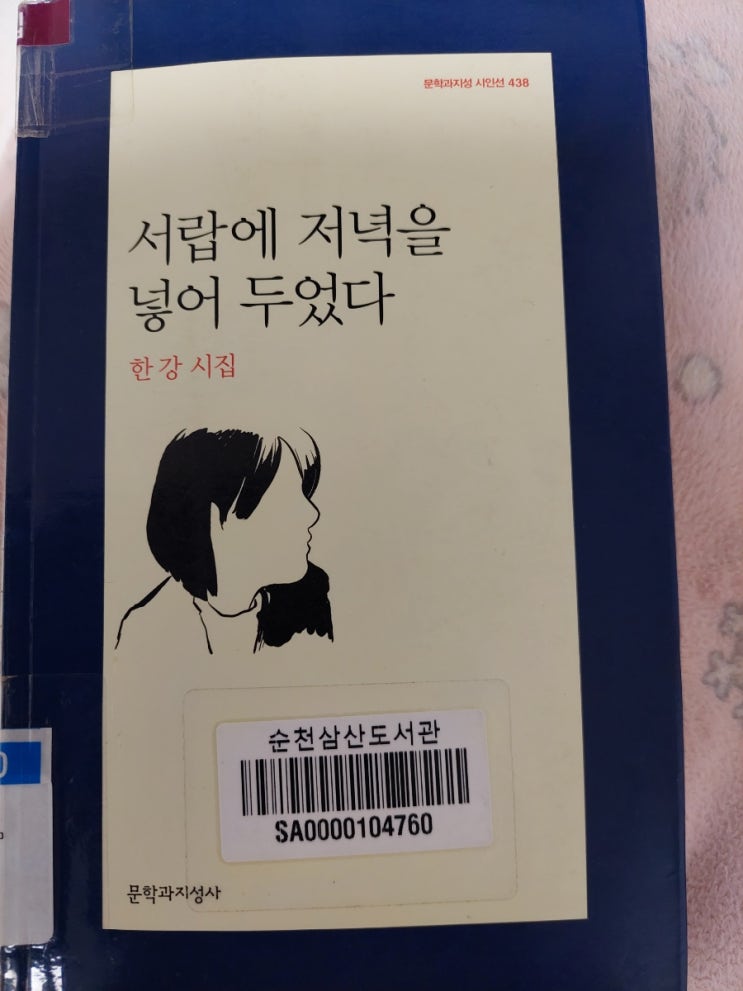 문학과지성 시인선 438
서랍에 저녁을
넣어 두었다
한강 시집
순천삼산도서관
SA0000104760
문학과지성사